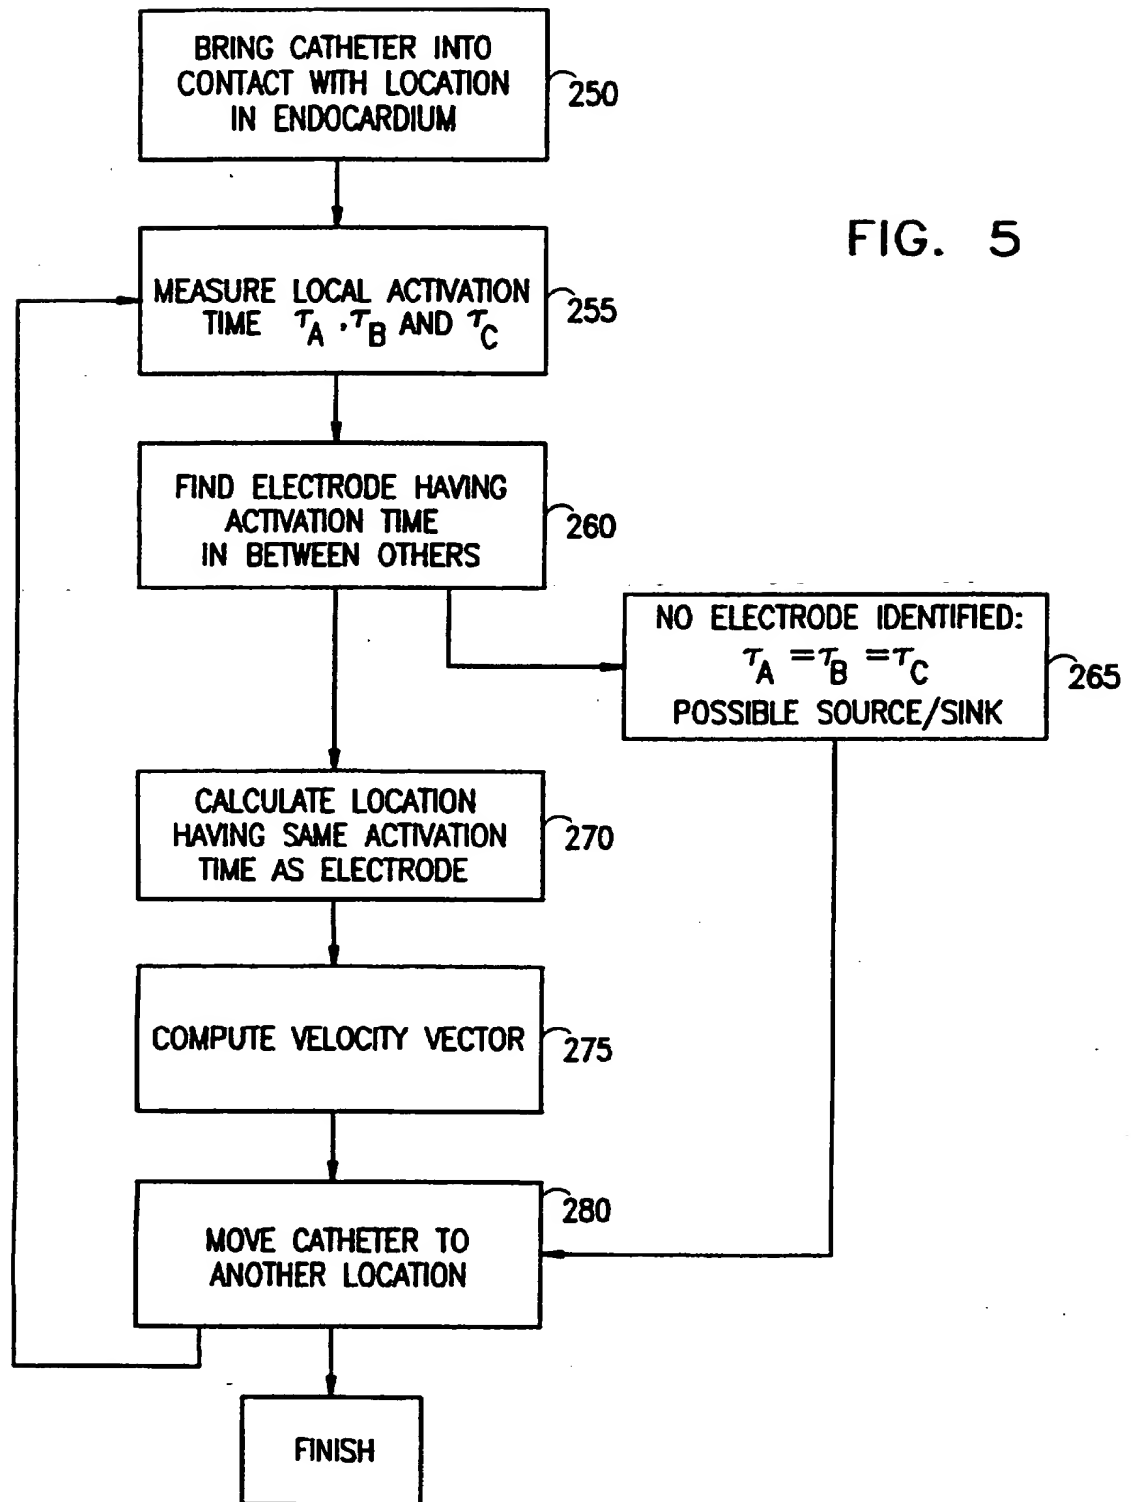 BRING CATHETER INTO
CONTACT WITH LOCATION
IN ENDOCARDIUM
250
FIG. 5
MEASURE LOCAL ACTIVATION
TIME τA , τB AND τC
255
FIND ELECTRODE HAVING
ACTIVATION TIME
IN BETWEEN OTHERS
260
NO ELECTRODE IDENTIFIED:
τA =τB =τC
POSSIBLE SOURCE/SINK
265
CALCULATE LOCATION
HAVING SAME ACTIVATION
TIME AS ELECTRODE
270
COMPUTE VELOCITY VECTOR
275
MOVE CATHETER TO
ANOTHER LOCATION
280
FINISH